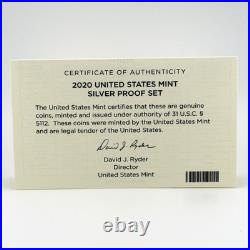 CERTIFICATE OF AUTHENTICITY
2020 UNITED STATES MINT
SILVER PROOF SET
The United States Mint certifies that these are genuine
coins, minted and issued under authority of 31 U.S.C. §
5112. These coins were minted by the United States Mint
and are legal tender of the United States.
David J. Ryder
David J. Ryder
Director
United States Mint